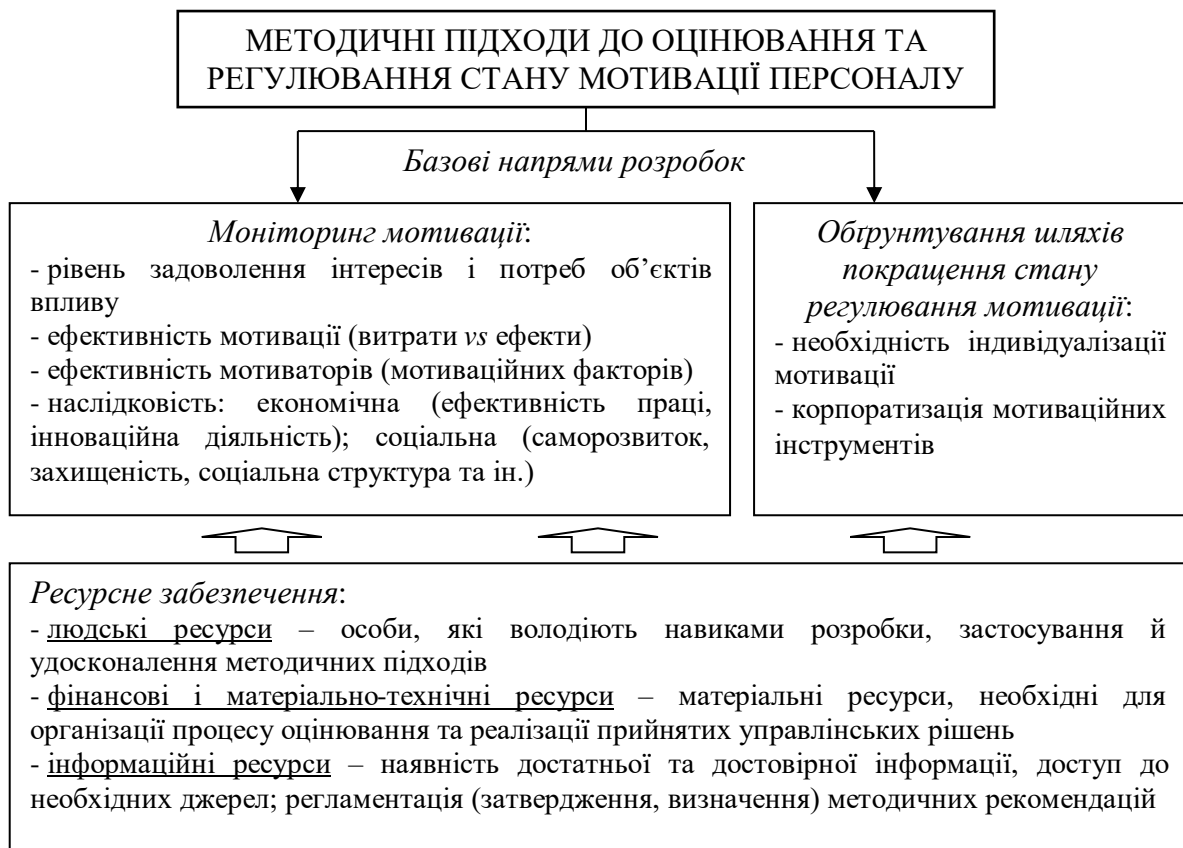 МЕТОДИЧНІ ПІДХОДИ ДО ОЦІНЮВАННЯ ТА
РЕГУЛЮВАННЯ СТАНУ МОТИВАЦІЇ ПЕРСОНАЛУ
Базові напрями розробок
Моніторинг мотивації:
- рівень задоволення інтересів і потреб об’єктів
впливу
- ефективність мотивації (витрати vs ефекти)
- ефективність мотиваторів (мотиваційних факторів)
- наслідковість: економічна (ефективність праці,
інноваційна діяльність); соціальна (саморозвиток,
захищеність, соціальна структура та ін.)
Обґрунтування шляхів
покращення стану
регулювання мотивації:
- необхідність індивідуалізації
мотивації
- корпоратизація мотиваційних
інструментів
Ресурсне забезпечення:
- людські ресурси – особи, які володіють навиками розробки, застосування й
удосконалення методичних підходів
- фінансові і матеріально-технічні ресурси – матеріальні ресурси, необхідні для
організації процесу оцінювання та реалізації прийнятих управлінських рішень
- інформаційні ресурси – наявність достатньої та достовірної інформації, доступ до
необхідних джерел; регламентація (затвердження, визначення) методичних рекомендацій